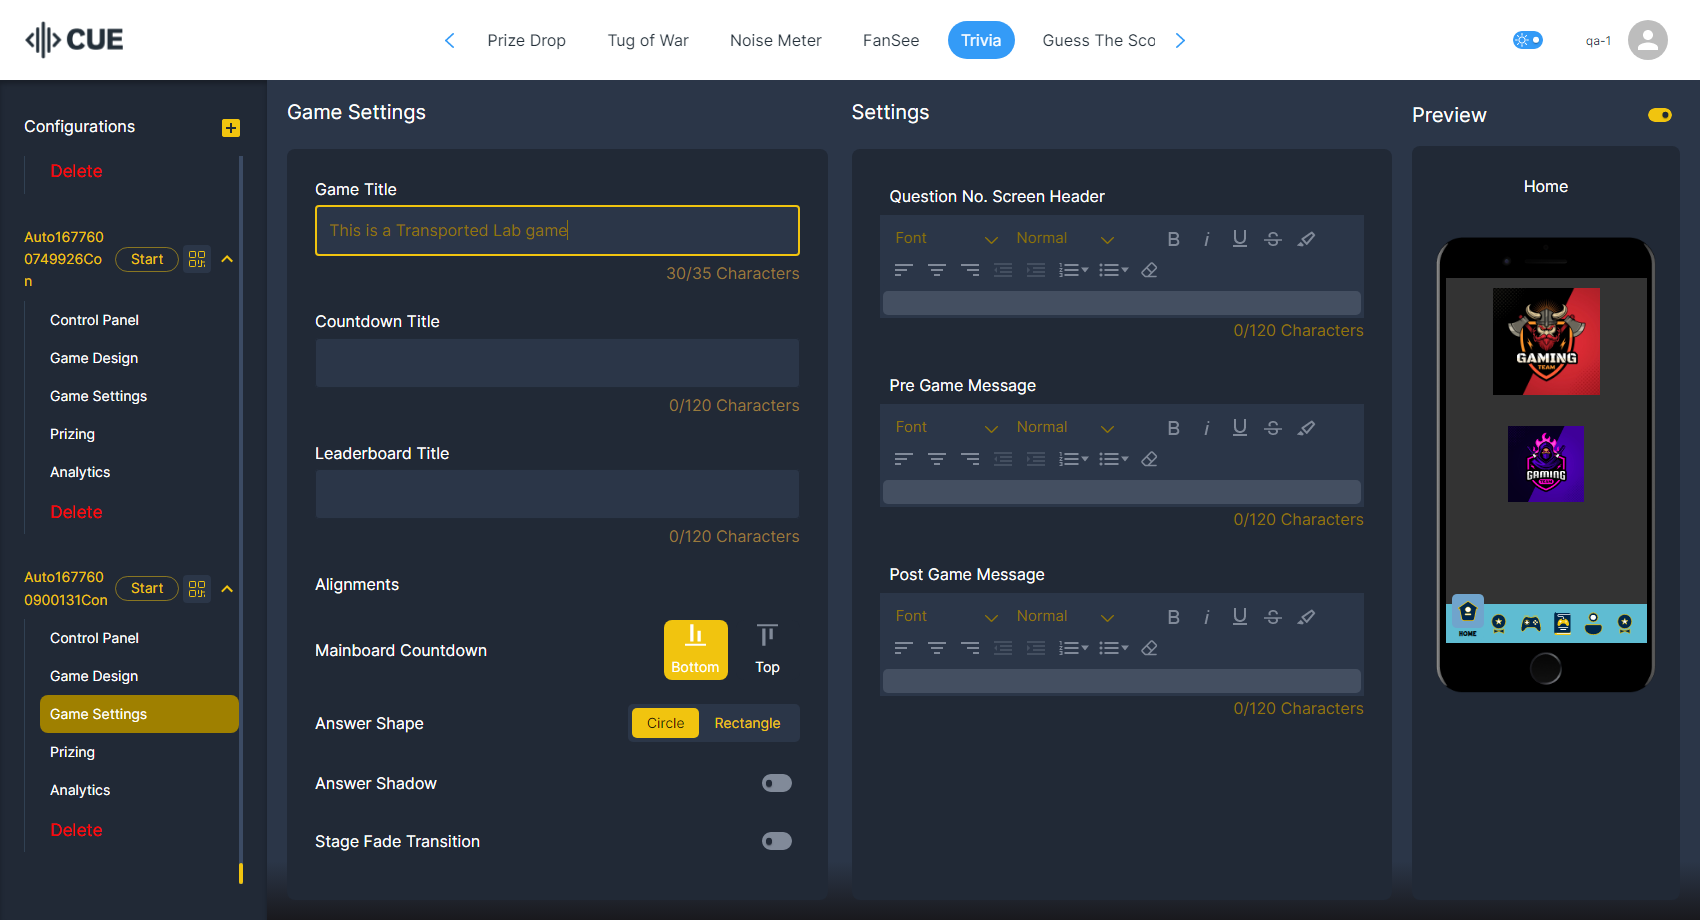 CUE
Prize Drop
Tug of War
Noise Meter
FanSee
Trivia
Guess The Sco
qa-1
Configurations
Delete
Auto167760
0749926Co
n
Start
Control Panel
Game Design
Game Settings
Prizing
Analytics
Delete
Auto167760
0900131Con
Start
Control Panel
Game Design
Game Settings
Prizing
Analytics
Delete
Game Settings
Game Title
This is a Transported Lab game
30/35 Characters
Countdown Title
0/120 Characters
Leaderboard Title
0/120 Characters
Alignments
Mainboard Countdown
Bottom
Top
Answer Shape
Circle
Rectangle
Answer Shadow
Stage Fade Transition
Settings
Question No. Screen Header
Font
Normal
B i U S
0/120 Characters
Pre Game Message
Font
Normal
B i U S
0/120 Characters
Post Game Message
Font
Normal
B i U S
0/120 Characters
Preview
Home
GAMING
TEAM
GAMING
TEAM
HOME